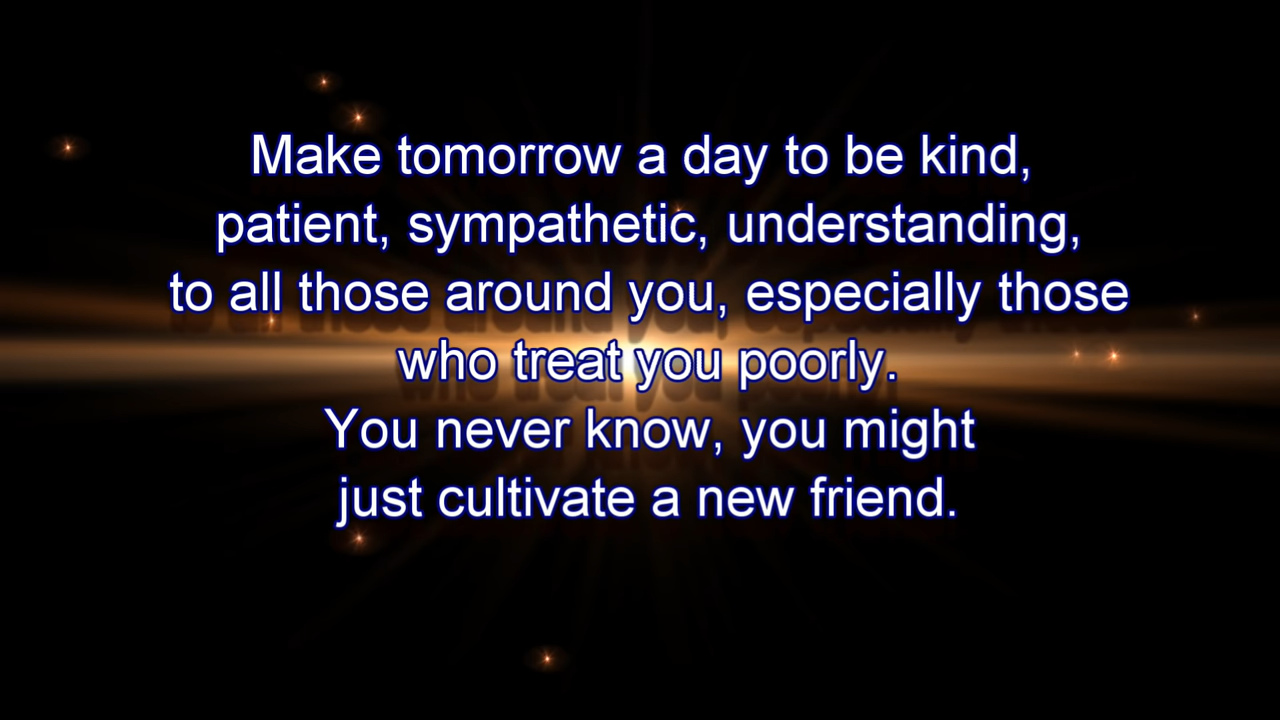 Make tomorrow a day to be kind,
patient, sympathetic, understanding,
to all those around you, especially those
who treat you poorly.
You never know, you might
just cultivate a new friend.